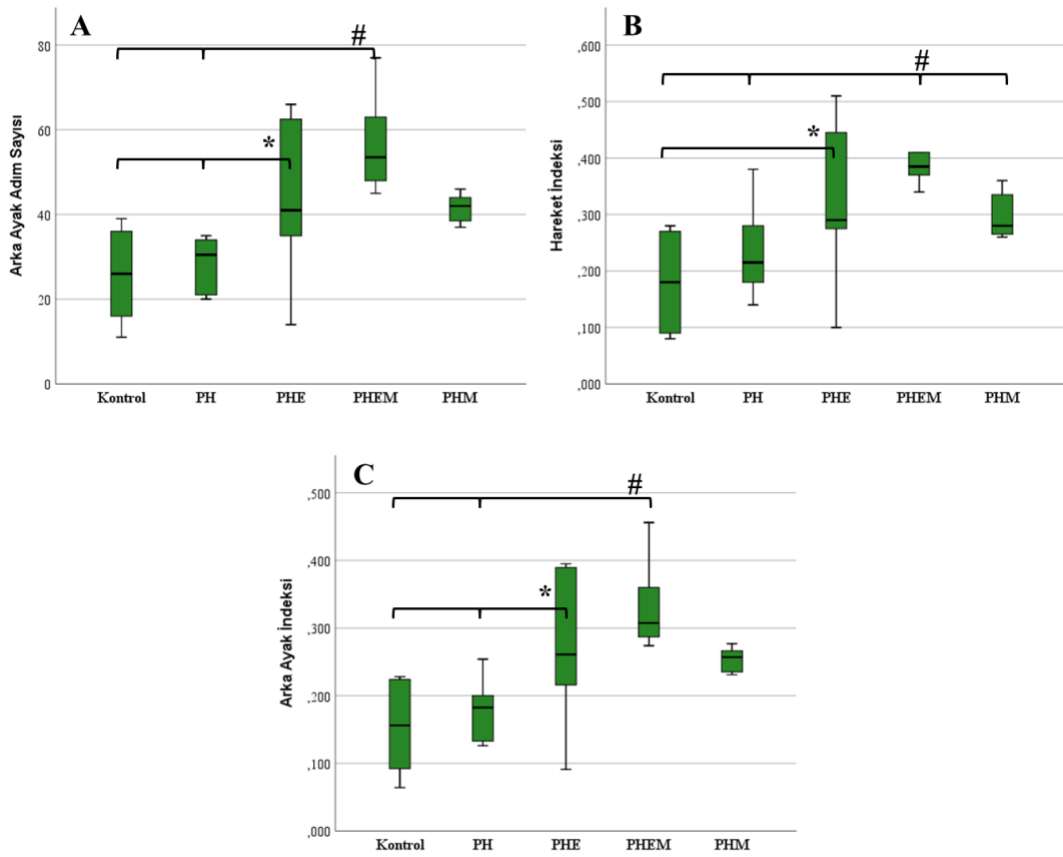 A
Arka Ayak Adım Sayısı
80
60
40
20
0
#
*
Kontrol PH PHE PHEM PHM
B
Hareket İndeksi
,600
,500
,400
,300
,200
,100
,000
#
*
Kontrol PH PHE PHEM PHM
C
Arka Ayak İndeksi
,500
,400
,300
,200
,100
,000
#
*
Kontrol PH PHE PHEM PHM